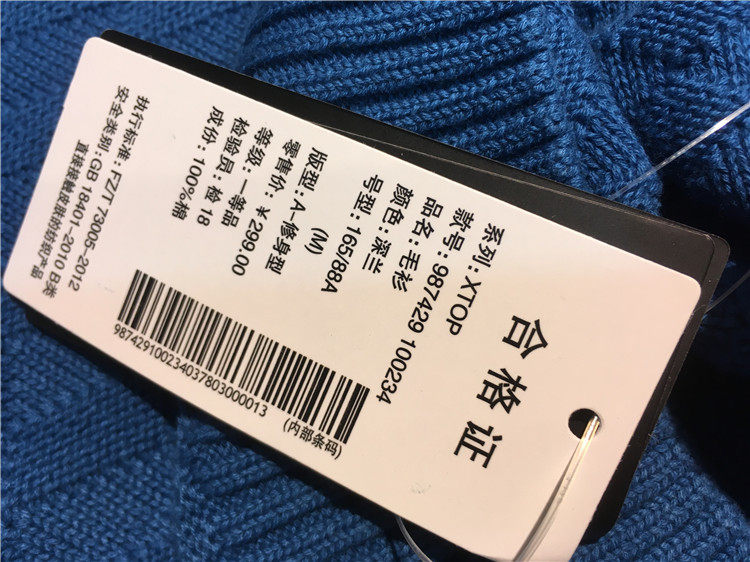 合格证
系列:XTOP
款号:987429 100234
品名:毛衫
颜色:深兰
号型:165/88A
(M)
版型:A-修身型
零售价:￥299.00
等级:一等品
检验员:检 18
成份:100%棉
执行标准:FZ/T 73005-2012
安全类别:GB 18401-2010 B类
直接接触皮肤的纺织产品
98742910023403780300013
(内部条码)